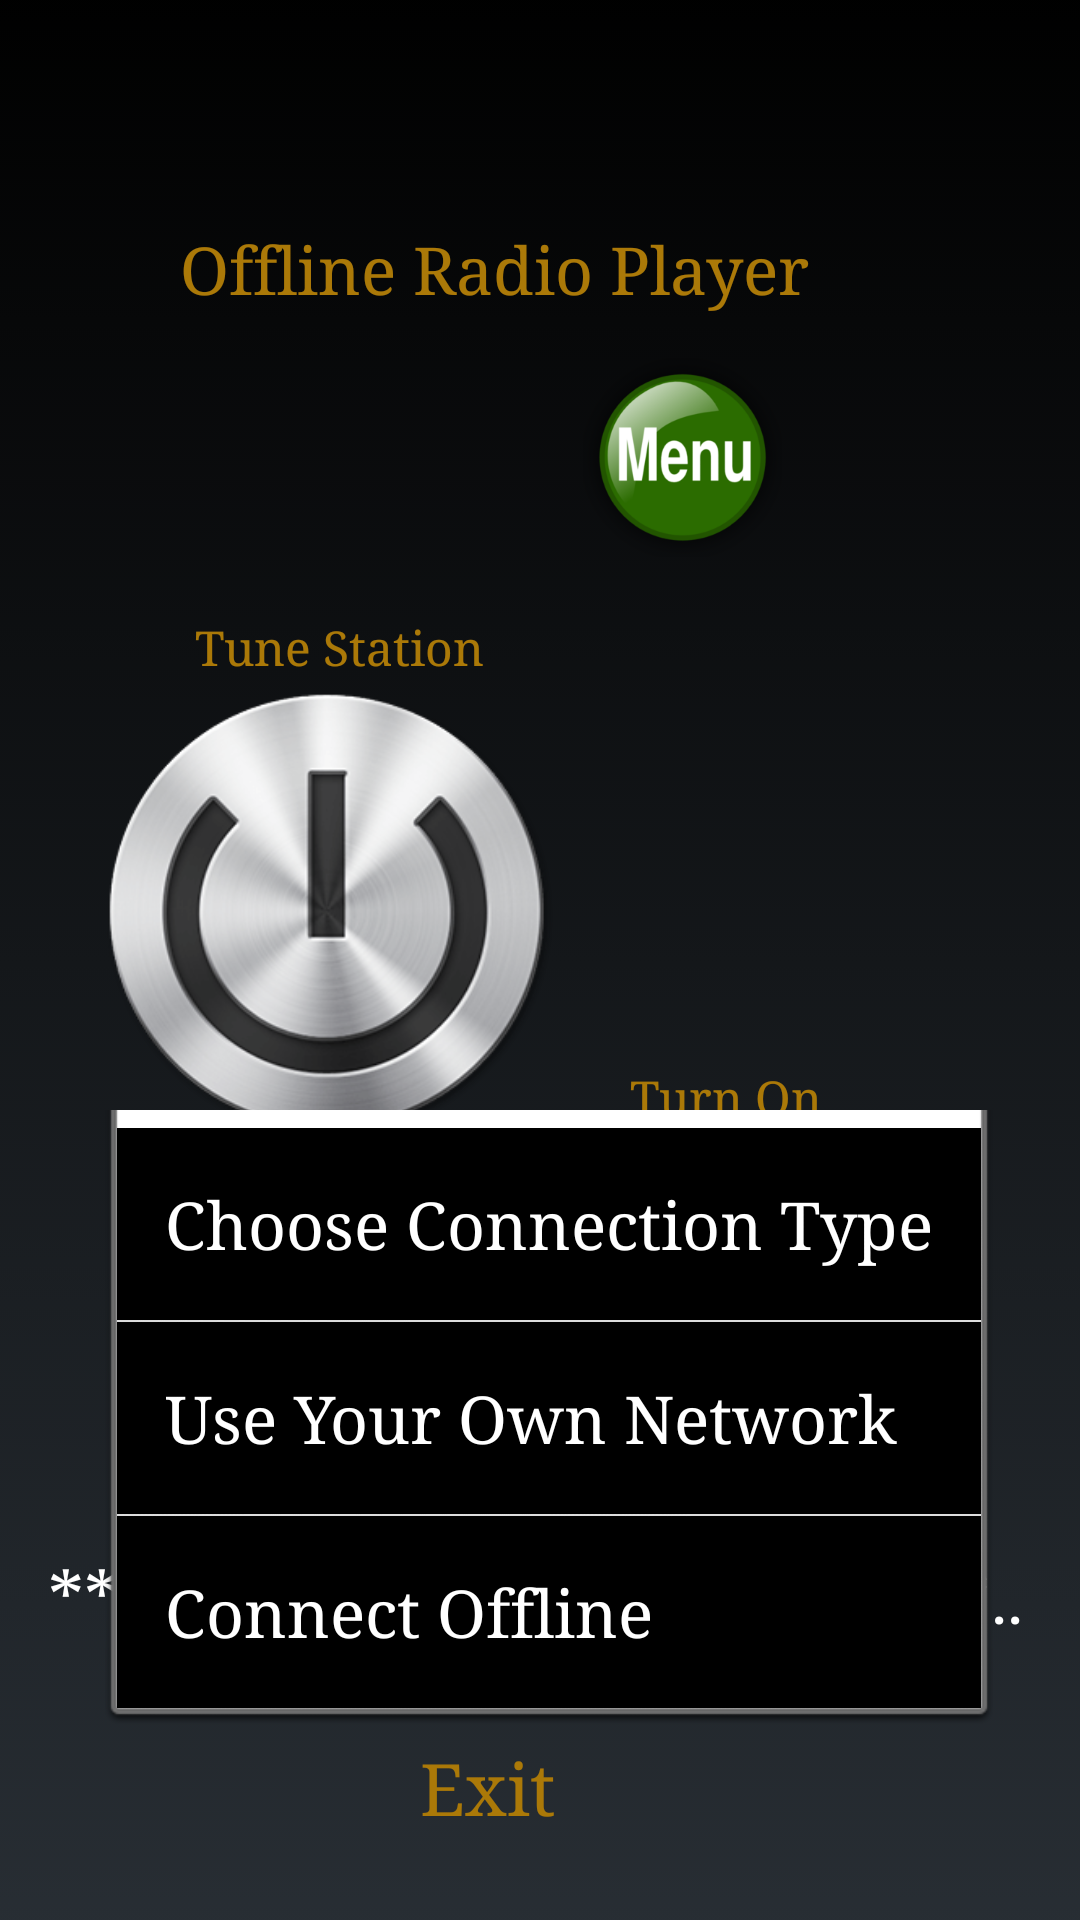 Offline Radio Player
Menu
Tune Station
Turn On
Choose Connection Type
Use Your Own Network
** Connect Offline ..
Exit